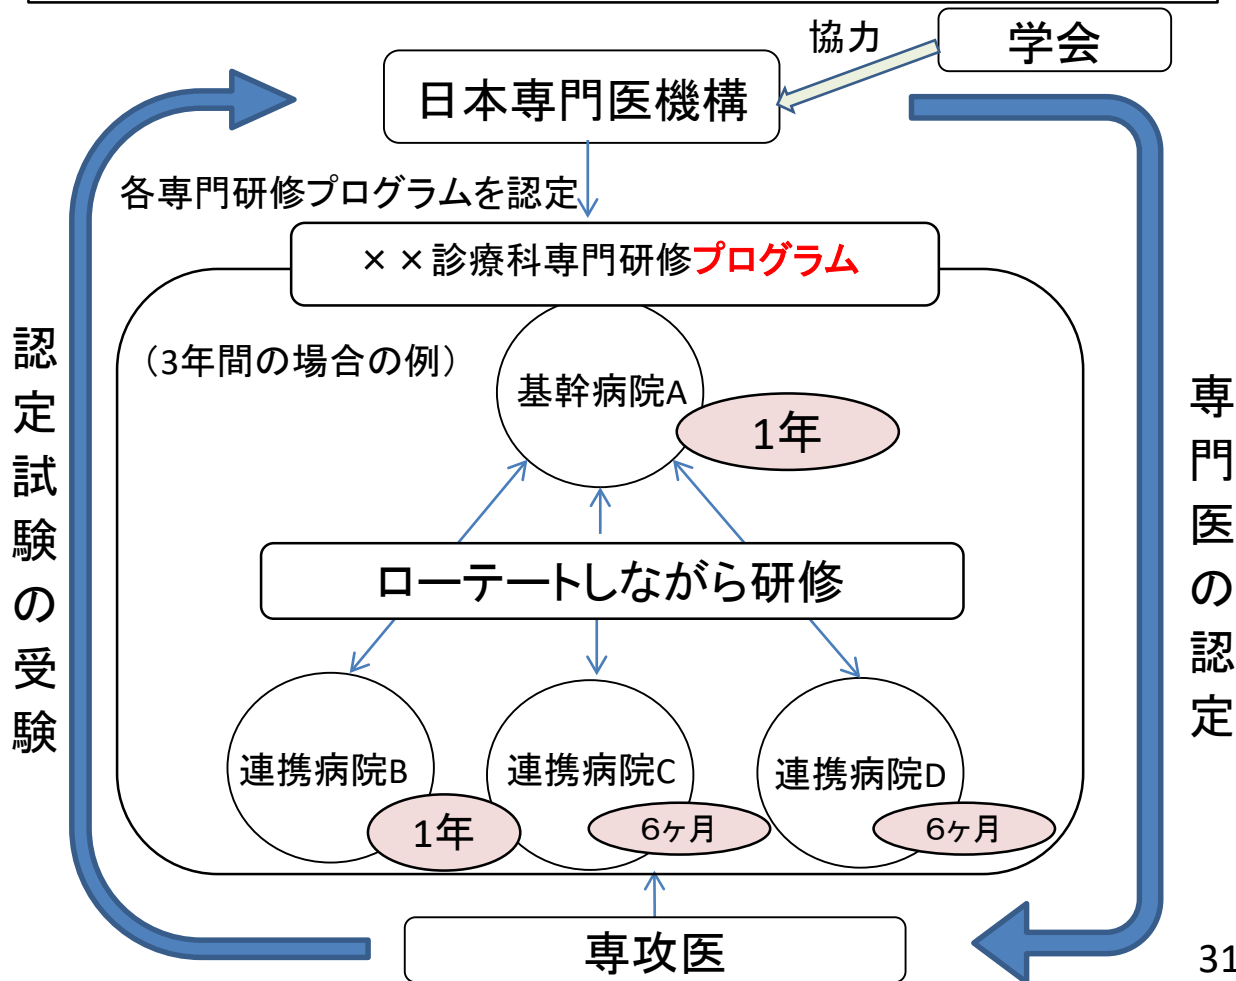 協力
学会
日本専門医機構
各専門研修プログラムを認定
××診療科専門研修プログラム
(3年間の場合の例)
基幹病院A
1年
ローテートしながら研修
連携病院B
1年
連携病院C
6ヶ月
連携病院D
6ヶ月
専攻医
認定試験の受験
専門医の認定
31